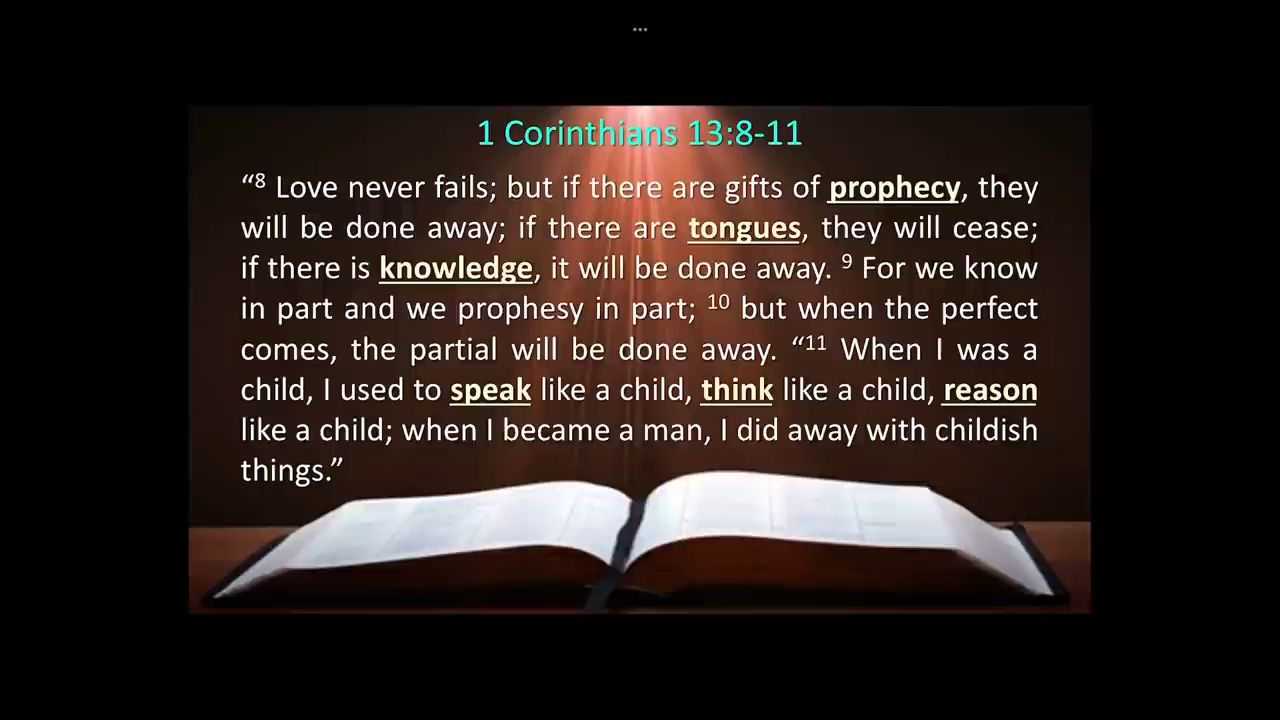 ...
1 Corinthians 13:8-11
“8 Love never fails; but if there are gifts of prophecy, they
will be done away; if there are tongues, they will cease;
if there is knowledge, it will be done away. 9 For we know
in part and we prophesy in part; 10 but when the perfect
comes, the partial will be done away. “11 When I was a
child, I used to speak like a child, think like a child, reason
like a child; when I became a man, I did away with childish
things.”